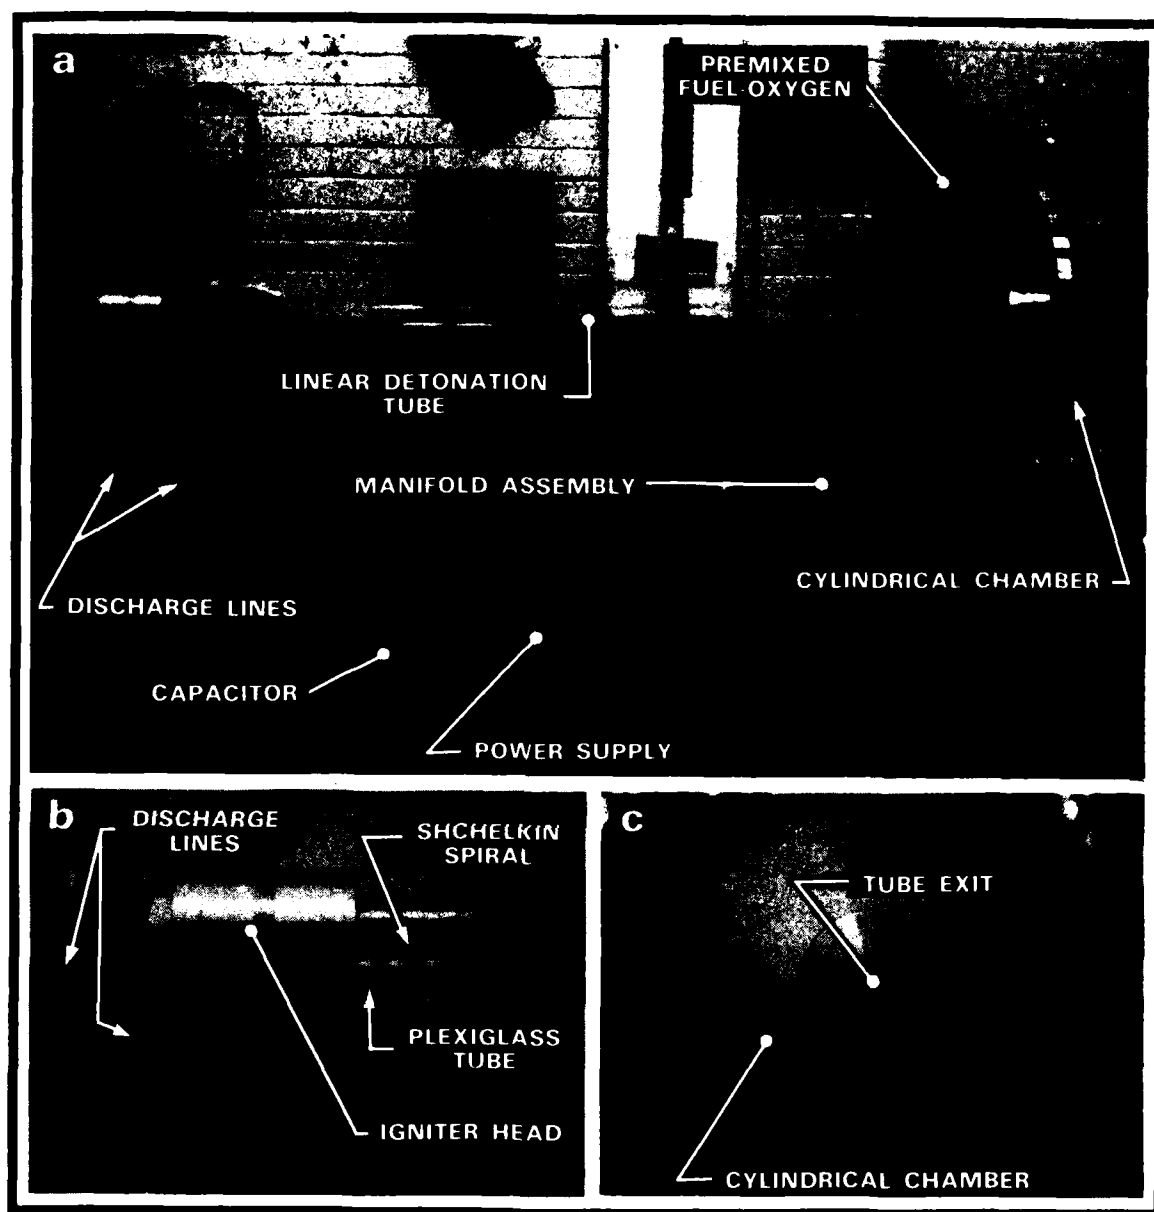 a
PREMIXED
FUEL-OXYGEN
LINEAR DETONATION
TUBE
MANIFOLD ASSEMBLY
CYLINDRICAL CHAMBER
DISCHARGE LINES
CAPACITOR
POWER SUPPLY
b
DISCHARGE
LINES
SHCHELKIN
SPIRAL
PLEXIGLASS
TUBE
IGNITER HEAD
c
TUBE EXIT
CYLINDRICAL CHAMBER